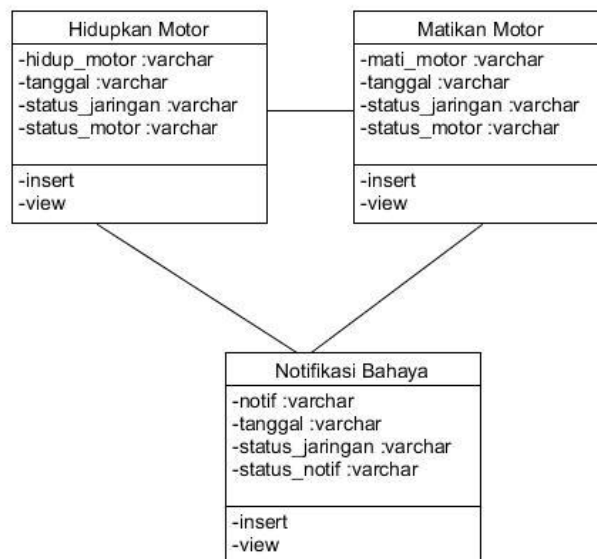 Hidupkan Motor
-hidup_motor :varchar
-tanggal :varchar
-status_jaringan :varchar
-status_motor :varchar
-insert
-view
Matikan Motor
-mati_motor :varchar
-tanggal :varchar
-status_jaringan :varchar
-status_motor :varchar
-insert
-view
Notifikasi Bahaya
-notif :varchar
-tanggal :varchar
-status_jaringan :varchar
-status_notif :varchar
-insert
-view